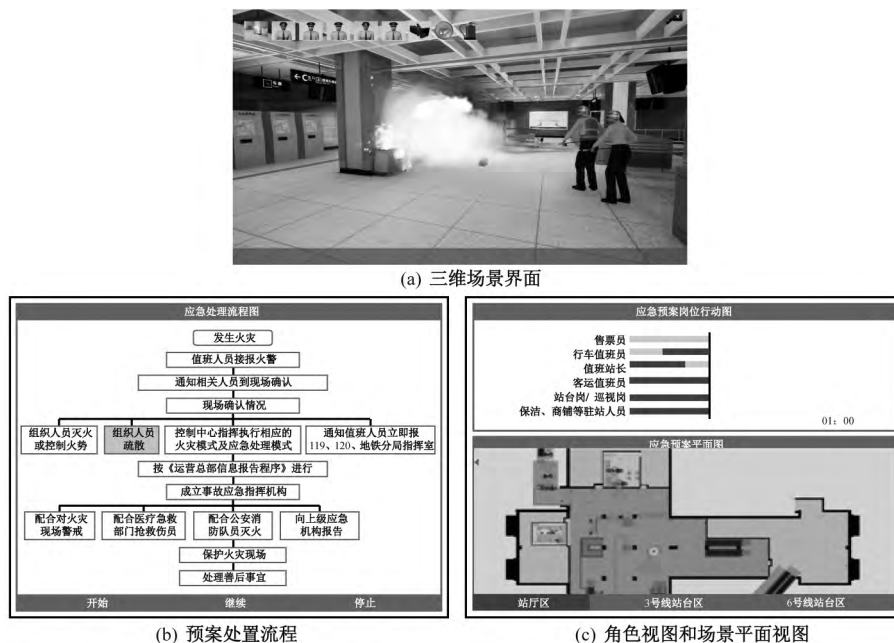 (a) 三维场景界面
应急处理流程图
发生火灾
值班人员接报火警
通知相关人员到现场确认
现场确认情况
组织人员灭火
或控制火势
组织人员
疏散
控制中心指挥执行相应的
火灾模式及应急处理模式
通知值班人员立即报
119、120、地铁分局指挥室
按《运营总部信息报告程序》进行
成立事故应急指挥机构
配合对火灾
现场警戒
配合医疗急救
部门抢救伤员
配合公安消
防队员灭火
向上级应急
机构报告
保护火灾现场
处理善后事宜
开始 继续 停止
(b) 预案处置流程
应急预案岗位行动图
售票员
行车值班员
值班站长
客运值班员
站台岗/ 巡视岗
保洁、商铺等驻站人员
01: 00
应急预案平面图
站厅区 3号线站台区 6号线站台区
(c) 角色视图和场景平面视图